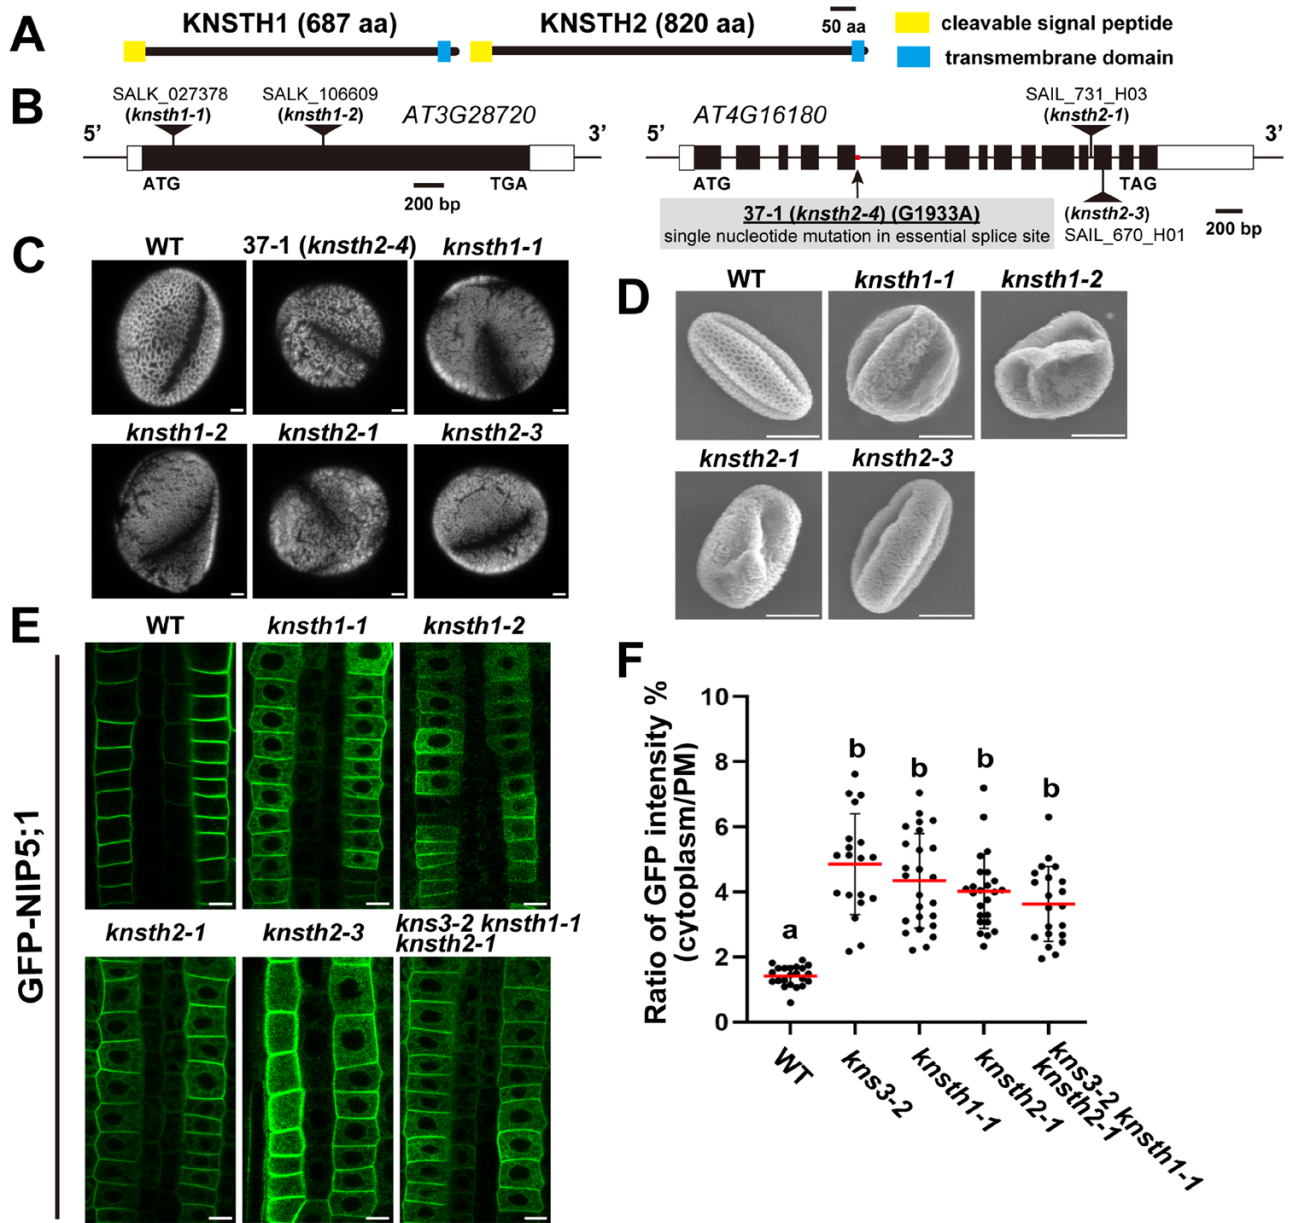 A
KNSTH1 (687 aa)
KNSTH2 (820 aa)
50 aa
cleavable signal peptide
transmembrane domain
B
SALK_027378
(knsth1-1)
SALK_106609
(knsth1-2)
AT3G28720
5’
3’
ATG
TGA
200 bp
AT4G16180
SAIL_731_H03
(knsth2-1)
5’
3’
ATG
TAG
37-1 (knsth2-4) (G1933A)
single nucleotide mutation in essential splice site
(knsth2-3)
SAIL_670_H01
200 bp
C
WT
37-1 (knsth2-4)
knsth1-1
knsth1-2
knsth2-1
knsth2-3
D
WT
knsth1-1
knsth1-2
knsth2-1
knsth2-3
E
GFP-NIP5;1
WT
knsth1-1
knsth1-2
knsth2-1
knsth2-3
kns3-2 knsth1-1
knsth2-1
F
Ratio of GFP intensity %
(cytoplasm/PM)
10
8
6
4
2
0
a
b
b
b
b
WT
kns3-2
knsth1-1
knsth2-1
kns3-2 knsth1-1
knsth2-1